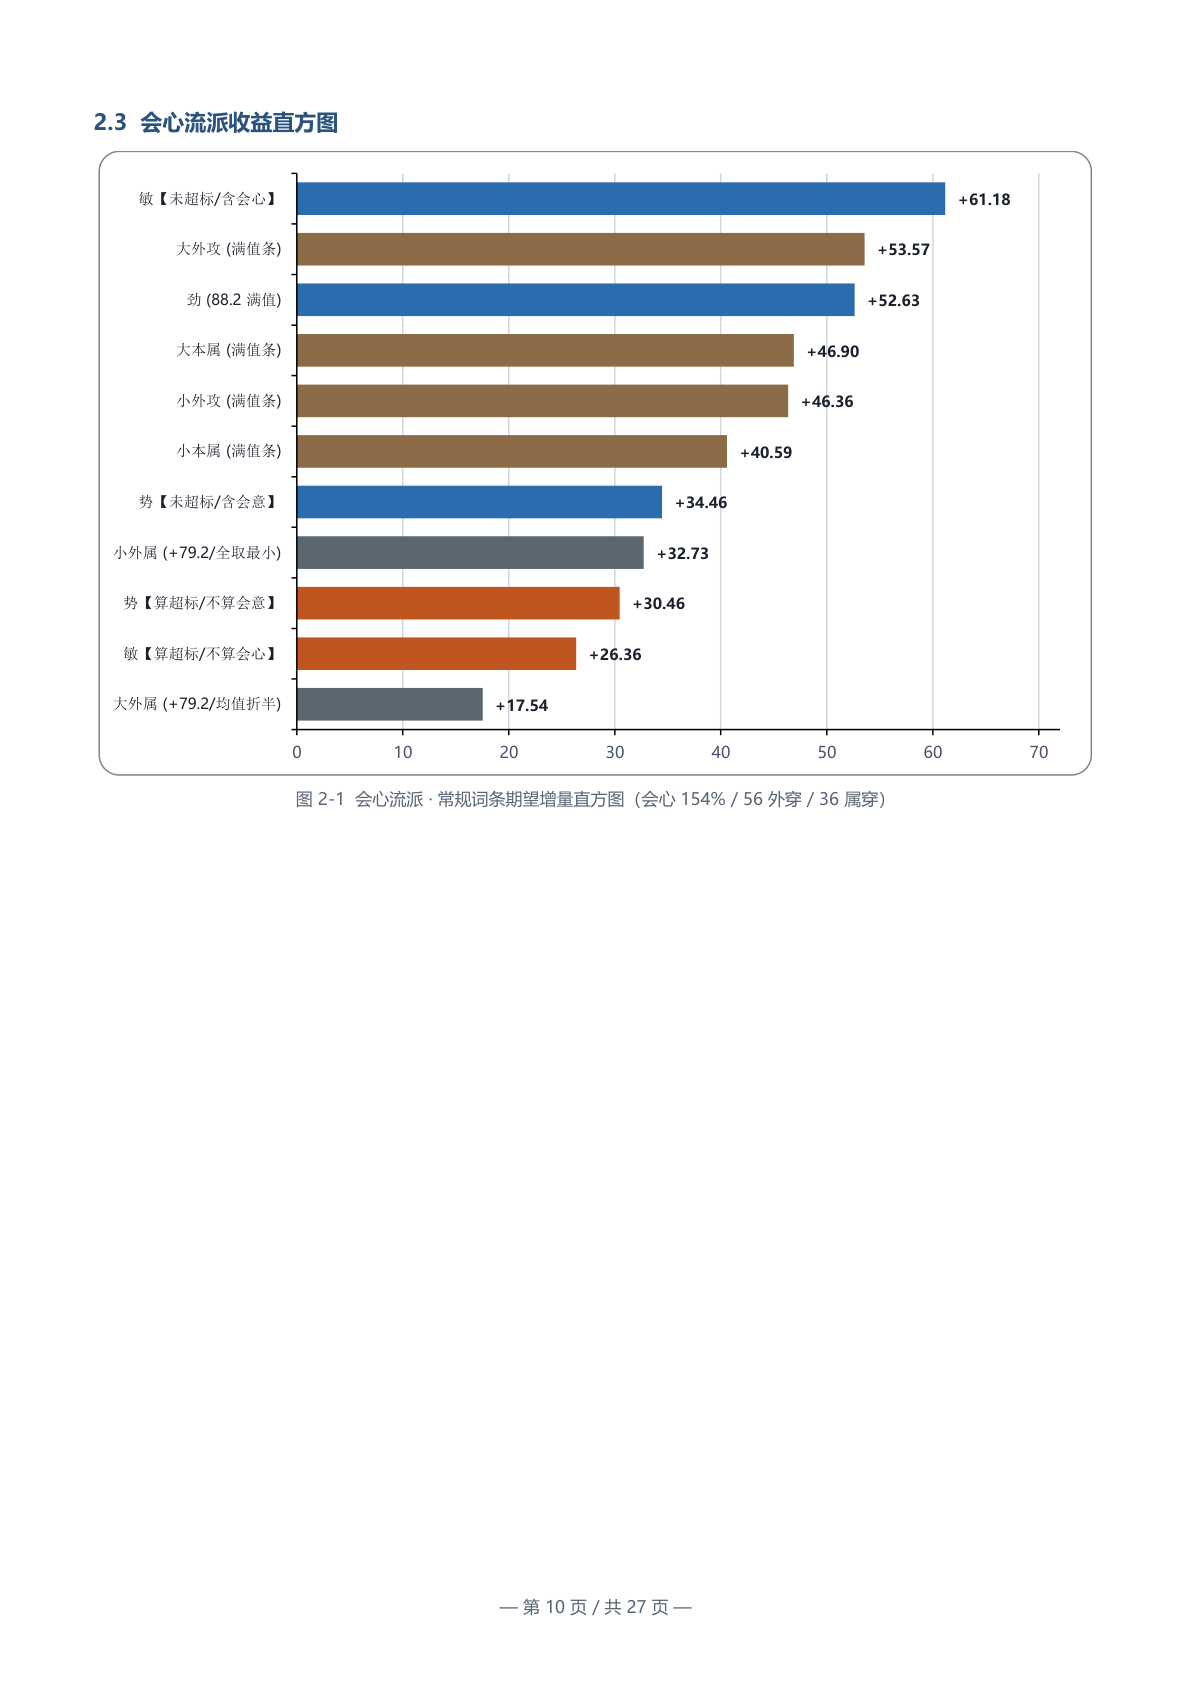 2.3 会心流派收益直方图
敏【未超标/含会心】 +61.18
大外攻 (满值条) +53.57
劲 (88.2 满值) +52.63
大本属 (满值条) +46.90
小外攻 (满值条) +46.36
小本属 (满值条) +40.59
势【未超标/含会意】 +34.46
小外属 (+79.2/全取最小) +32.73
势【算超标/不算会意】 +30.46
敏【算超标/不算会心】 +26.36
大外属 (+79.2/均值折半) +17.54
0 10 20 30 40 50 60 70
图 2-1 会心流派 · 常规词条期望增量直方图（会心 154% / 56 外穿 / 36 属穿）
— 第 10 页 / 共 27 页 —